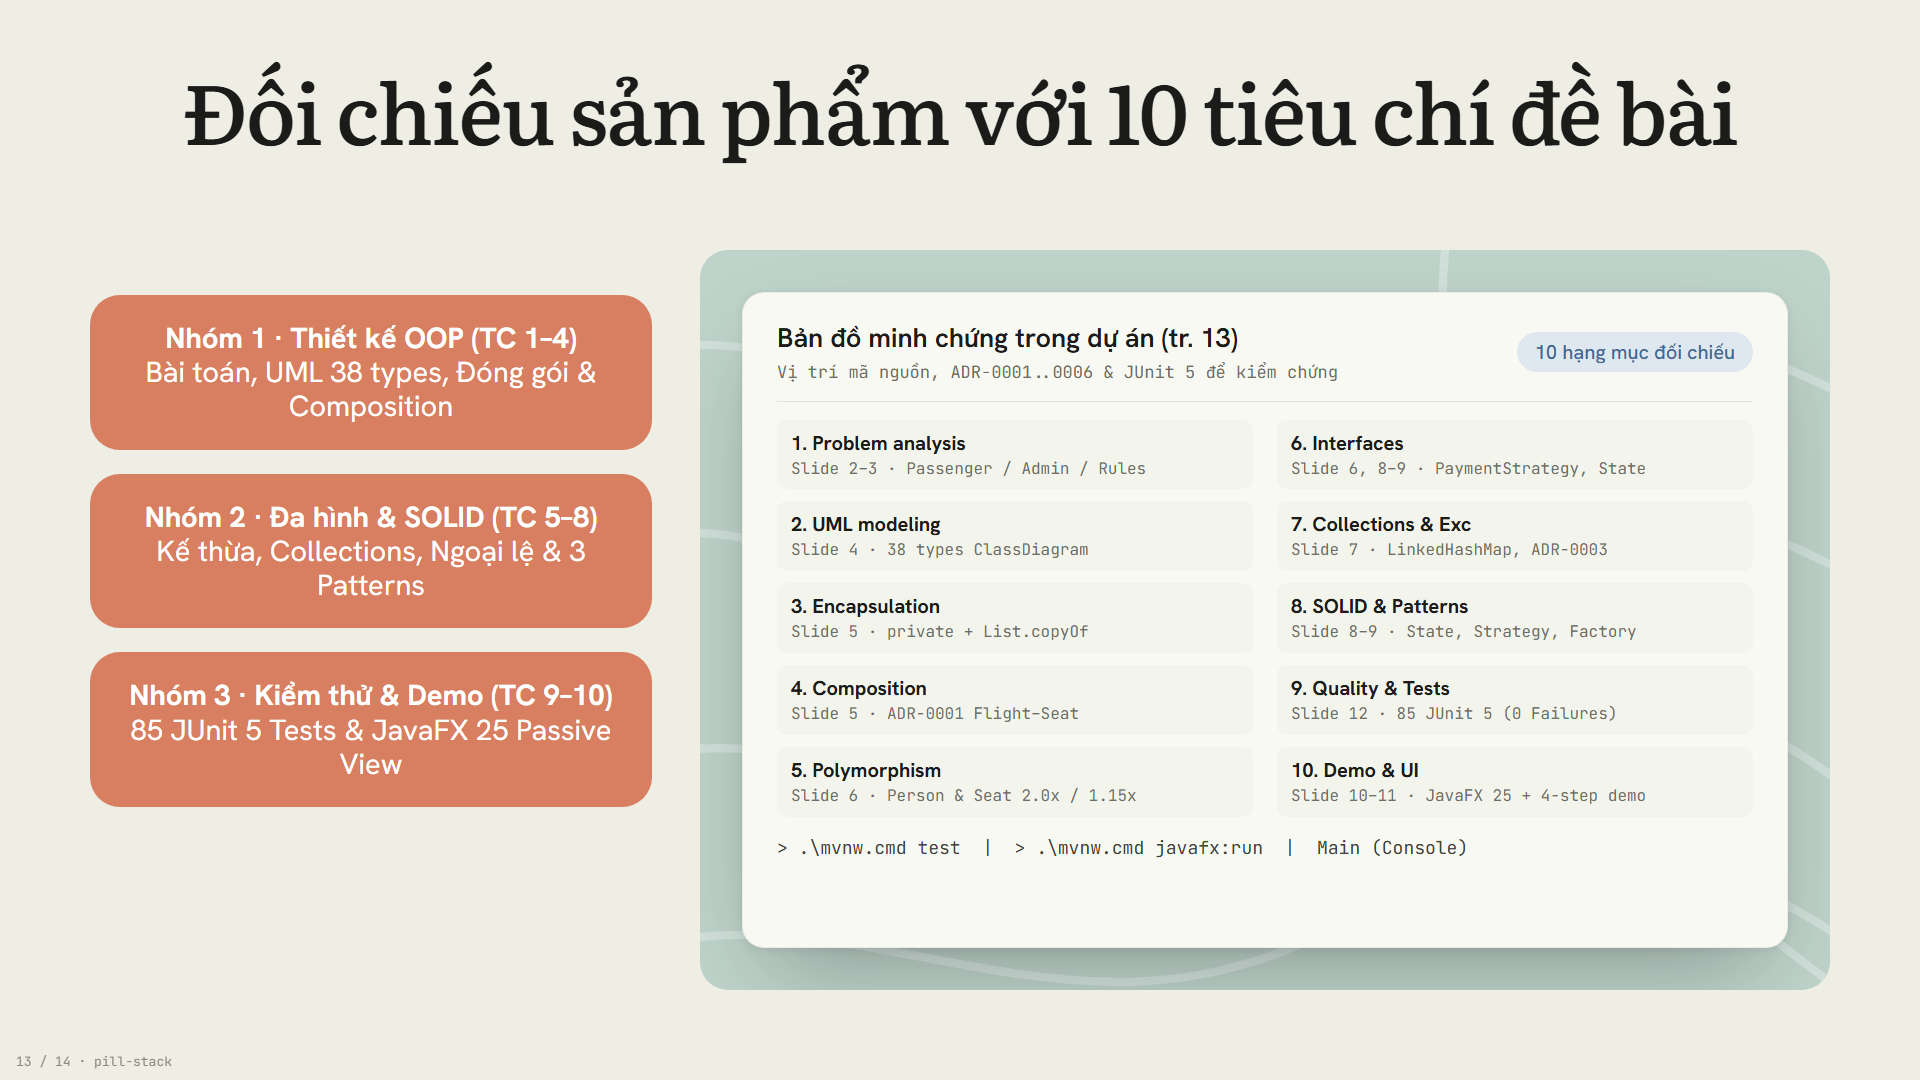 Đối chiếu sản phẩm với 10 tiêu chí đề bài
Nhóm 1 · Thiết kế OOP (TC 1–4)
Bài toán, UML 38 types, Đóng gói &
Composition
Nhóm 2 · Đa hình & SOLID (TC 5–8)
Kế thừa, Collections, Ngoại lệ & 3
Patterns
Nhóm 3 · Kiểm thử & Demo (TC 9–10)
85 JUnit 5 Tests & JavaFX 25 Passive
View
Bản đồ minh chứng trong dự án (tr. 13)
Vị trí mã nguồn, ADR-0001..0006 & JUnit 5 để kiểm chứng
10 hạng mục đối chiếu
1. Problem analysis
Slide 2–3 · Passenger / Admin / Rules
2. UML modeling
Slide 4 · 38 types ClassDiagram
3. Encapsulation
Slide 5 · private + List.copyOf
4. Composition
Slide 5 · ADR-0001 Flight–Seat
5. Polymorphism
Slide 6 · Person & Seat 2.0x / 1.15x
6. Interfaces
Slide 6, 8–9 · PaymentStrategy, State
7. Collections & Exc
Slide 7 · LinkedHashMap, ADR-0003
8. SOLID & Patterns
Slide 8–9 · State, Strategy, Factory
9. Quality & Tests
Slide 12 · 85 JUnit 5 (0 Failures)
10. Demo & UI
Slide 10–11 · JavaFX 25 + 4-step demo
> .\mvnw.cmd test | > .\mvnw.cmd javafx:run | Main (Console)
13 / 14 · pill-stack